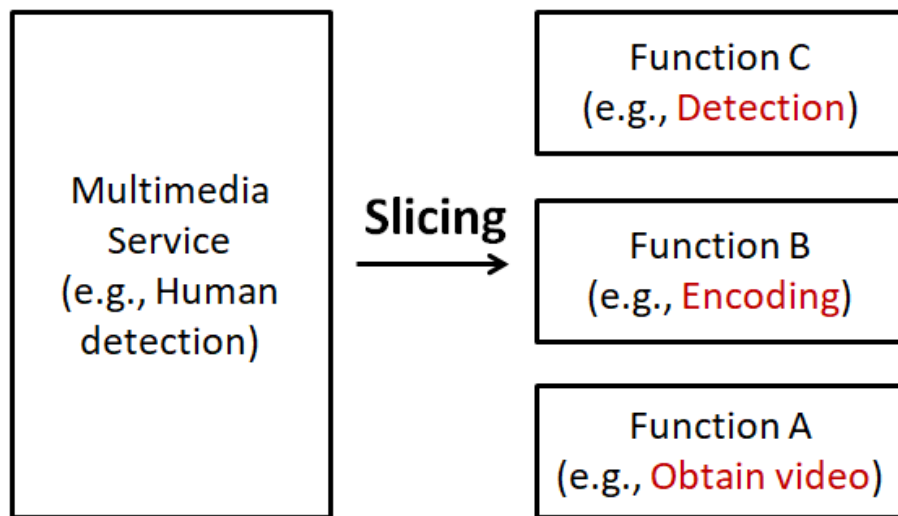 Multimedia
Service
(e.g., Human
detection)
Slicing
Function C
(e.g., Detection)
Function B
(e.g., Encoding)
Function A
(e.g., Obtain video)